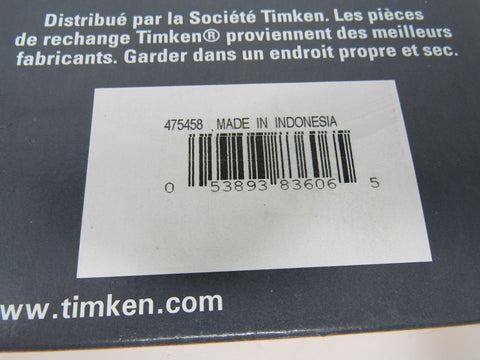 Distribué par la Société Timken. Les pièces
de rechange Timken® proviennent des meilleurs
fabricants. Garder dans un endroit propre et sec.
475458 MADE IN INDONESIA
0 53893 83606 5
www.timken.com